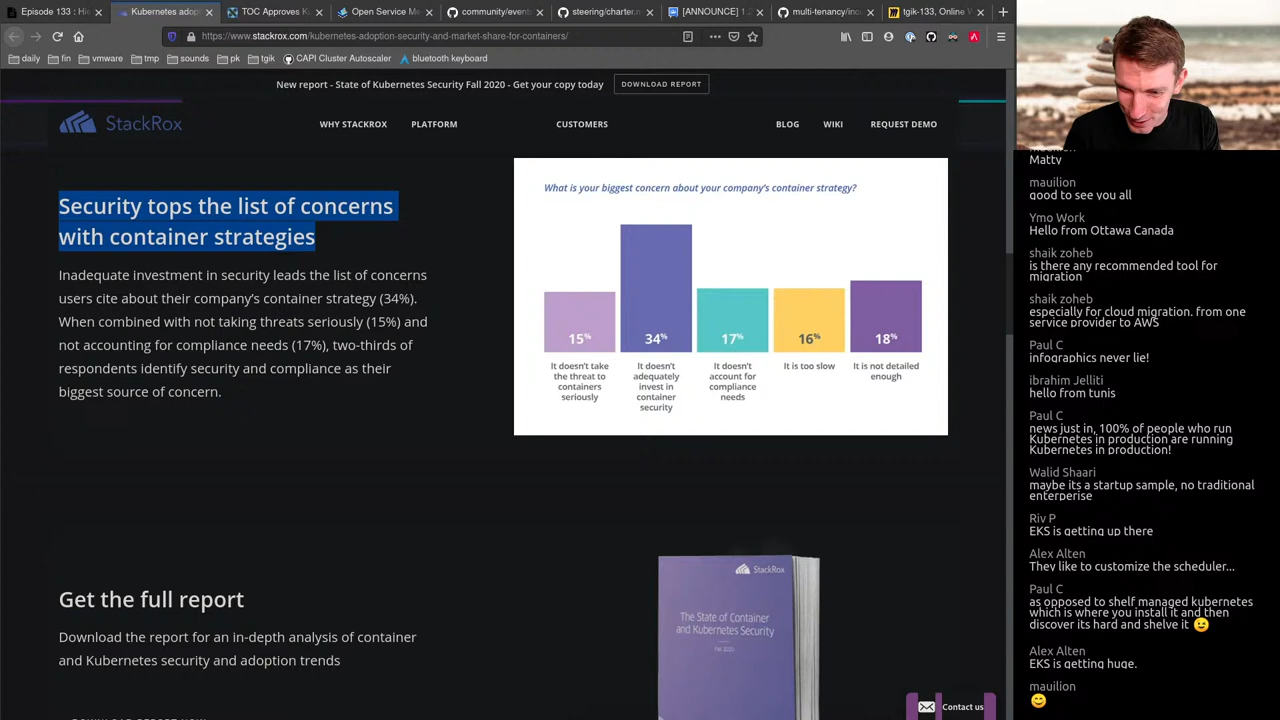 Episode 133 : H
Kubernetes adop
TOC Approves Ku
Open Service Me
community/event
steering/charter.m
[ANNOUNCE] 1.2
multi-tenancy/inc
tgik-133, Online W
https://www.stackrox.com/kubernetes-adoption-security-and-market-share-for-containers/
daily
fin
vmware
tmp
sounds
pk
tgik
CAPI Cluster Autoscaler
bluetooth keyboard
New report - State of Kubernetes Security Fall 2020 - Get your copy today
DOWNLOAD REPORT
StackRox
WHY STACKROX
PLATFORM
CUSTOMERS
BLOG
WIKI
REQUEST DEMO
Security tops the list of concerns
with container strategies
Inadequate investment in security leads the list of concerns
users cite about their company's container strategy (34%).
When combined with not taking threats seriously (15%) and
not accounting for compliance needs (17%), two-thirds of
respondents identify security and compliance as their
biggest source of concern.
What is your biggest concern about your company's container strategy?
15%
34%
17%
16%
18%
It doesn't take
the threat to
containers
seriously
It doesn't
adequately
invest in
container
security
It doesn't
account for
compliance
needs
It is too slow
It is not detailed
enough
Get the full report
Download the report for an in-depth analysis of container
and Kubernetes security and adoption trends
DOWNLOAD REPORT NOW
StackRox
The State of Container
and Kubernetes Security
Fall 2020
Contact us
mauilion
Matty
mauilion
good to see you all
Ymo Work
Hello from Ottawa Canada
shaik zoheb
is there any recommended tool for
migration
shaik zoheb
especially for cloud migration. from one
service provider to AWS
Paul C
infographics never lie!
ibrahim Jelliti
hello from tunis
Paul C
news just in, 100% of people who run
Kubernetes in production are running
Kubernetes in production!
Walid Shaari
maybe its a startup sample, no traditional
enterperise
Riv P
EKS is getting up there
Alex Alten
They like to customize the scheduler...
Paul C
as opposed to shelf managed kubernetes
which is where you install it and then
discover its hard and shelve it 😉
Alex Alten
EKS is getting huge.
mauilion
😊